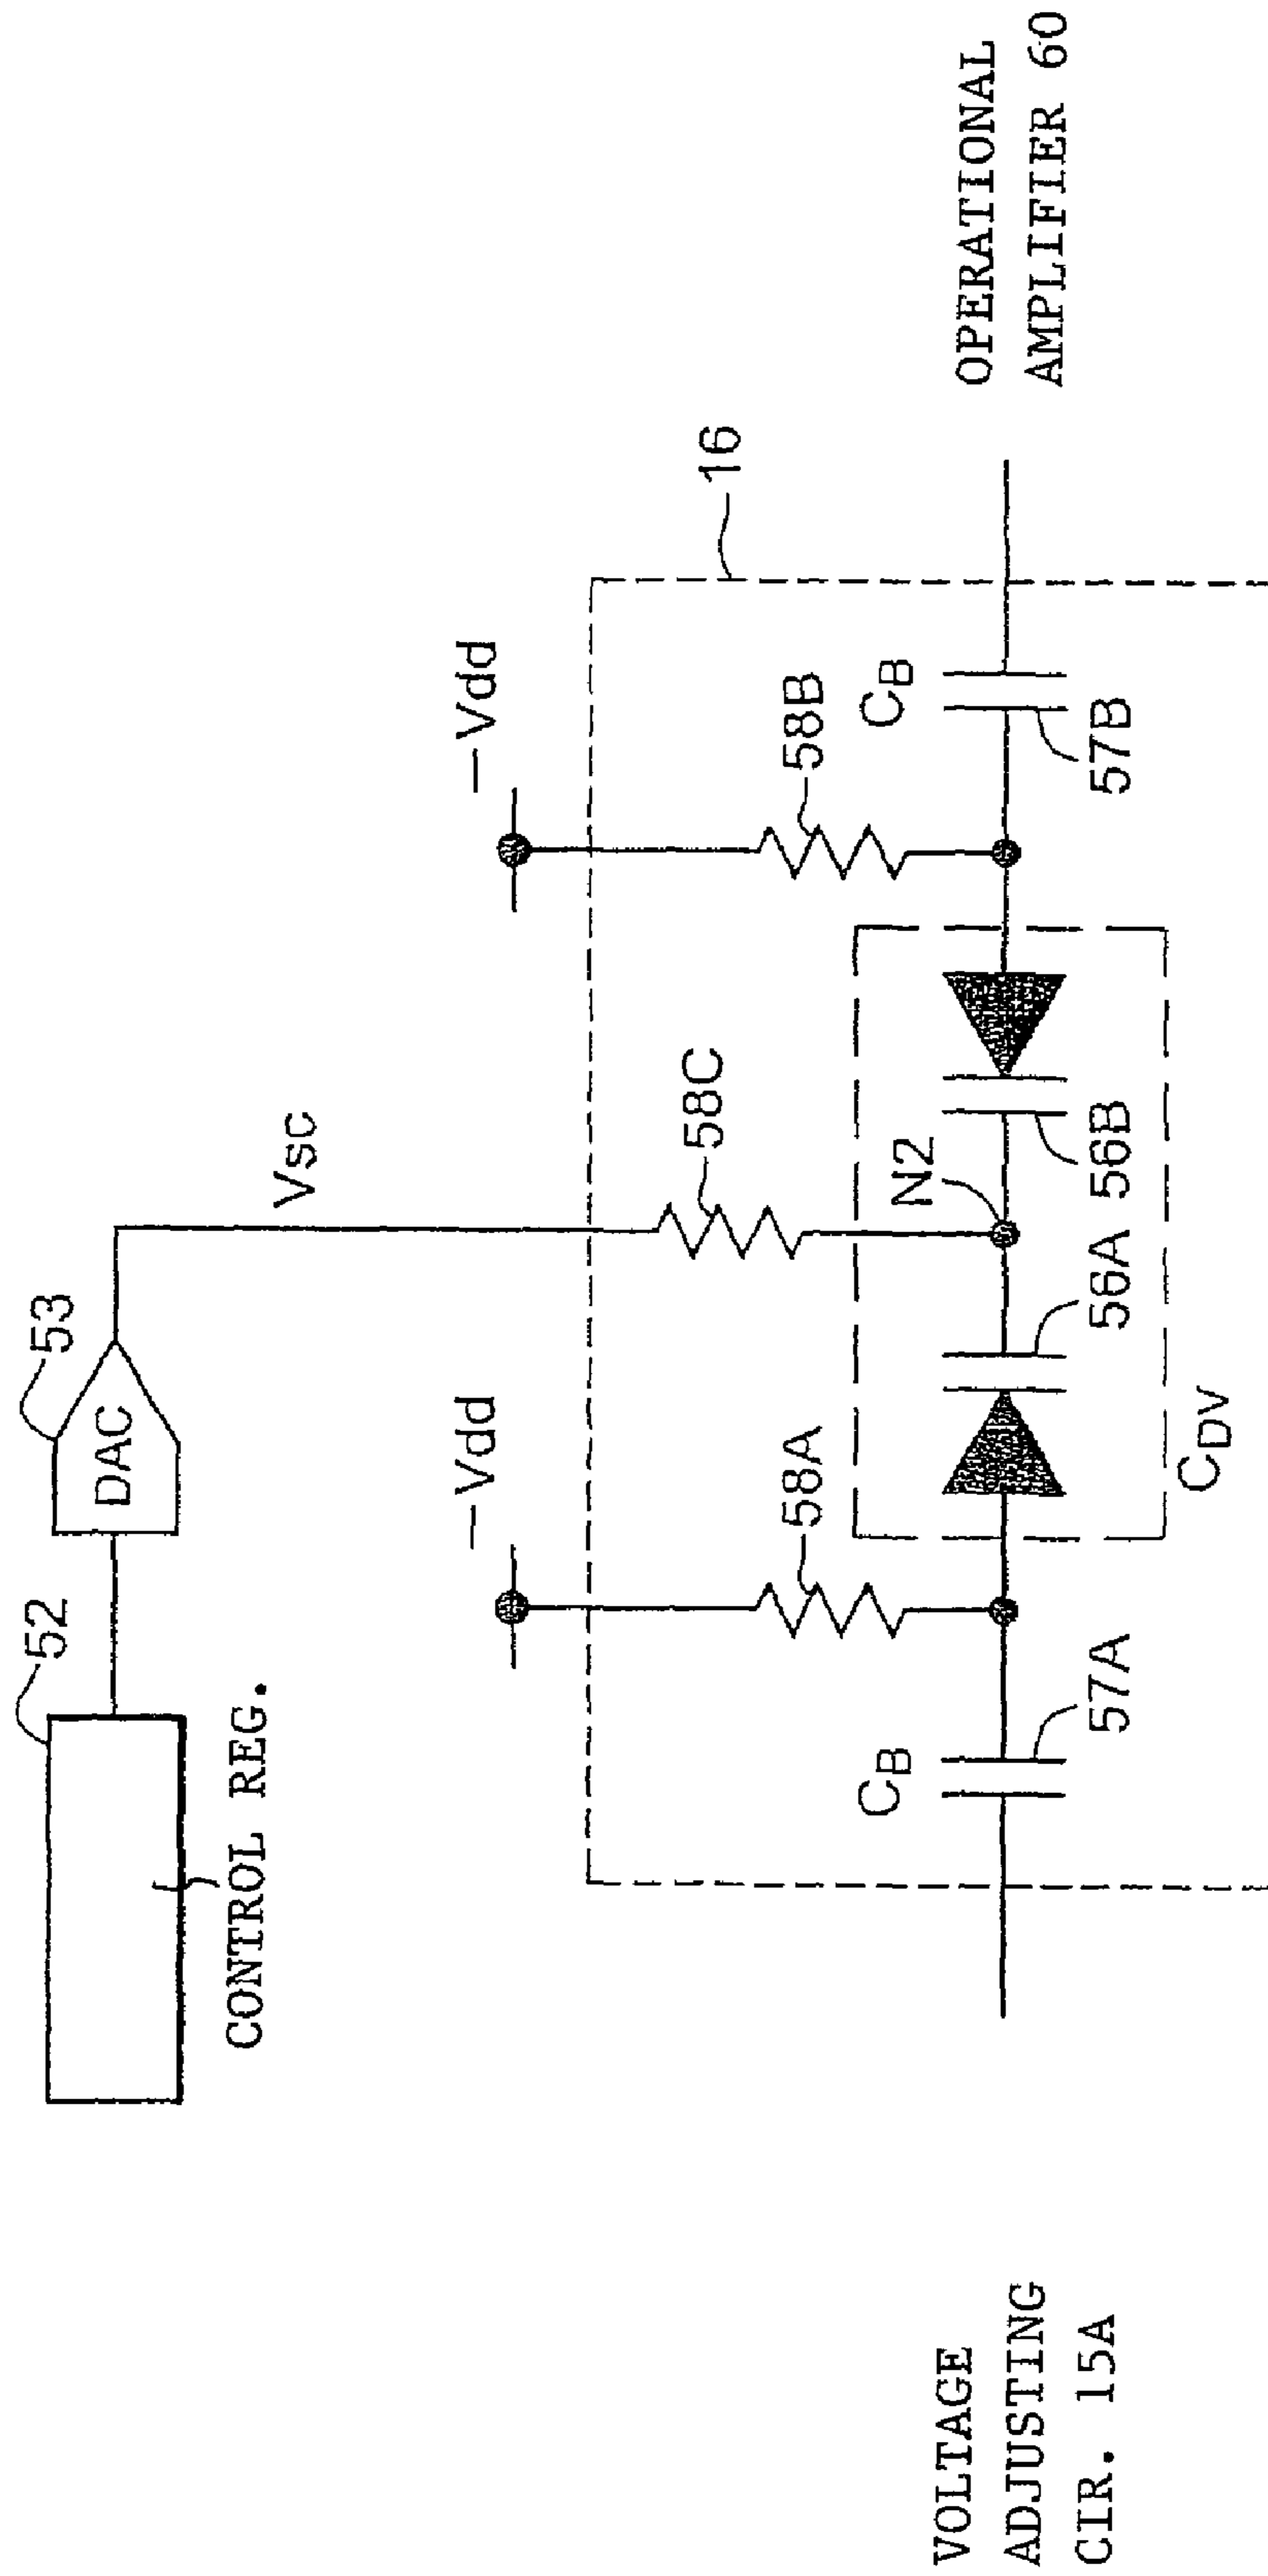 52
53
DAC
CONTROL REG.
Vsc
−Vdd
−Vdd
16
58A
58C
58B
CB
N2
CB
57A
56A
56B
57B
CDV
VOLTAGE
ADJUSTING
CIR. 15A
OPERATIONAL
AMPLIFIER 60